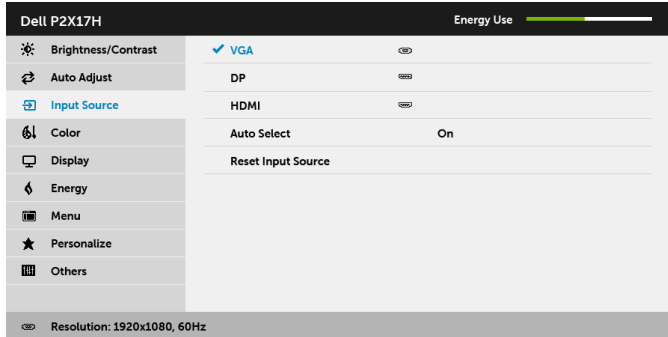 Dell P2X17H
Energy Use
Brightness/Contrast
Auto Adjust
Input Source
Color
Display
Energy
Menu
Personalize
Others
VGA
DP
HDMI
Auto Select On
Reset Input Source
Resolution: 1920x1080, 60Hz